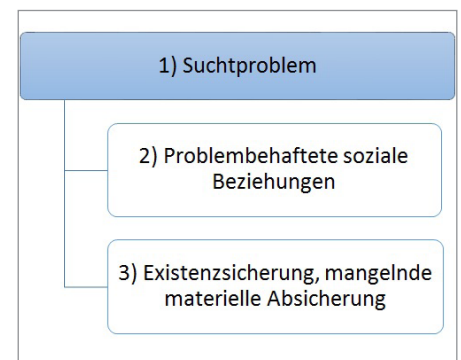 1) Suchtproblem
2) Problembehaftete soziale
Beziehungen
3) Existenzsicherung, mangelnde
materielle Absicherung